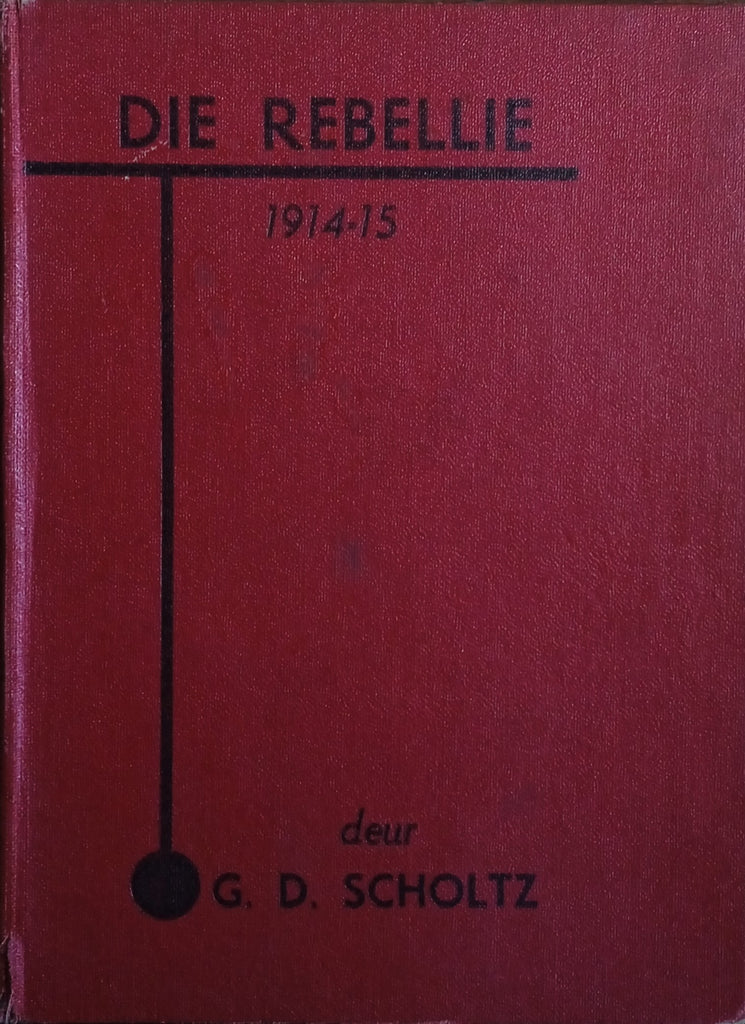 DIE REBELLIE
1914-15
deur
G. D. SCHOLTZ